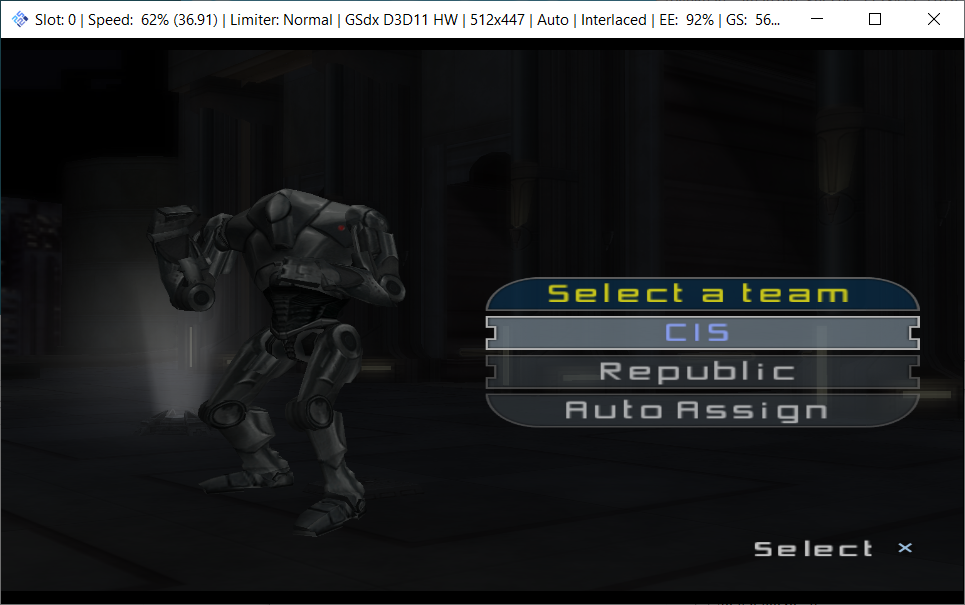 Slot: 0 | Speed: 62% (36.91) | Limiter: Normal | GSdx D3D11 HW | 512x447 | Auto | Interlaced | EE: 92% | GS: 56...
Select a team
CIS
Republic
Auto Assign
Select ×